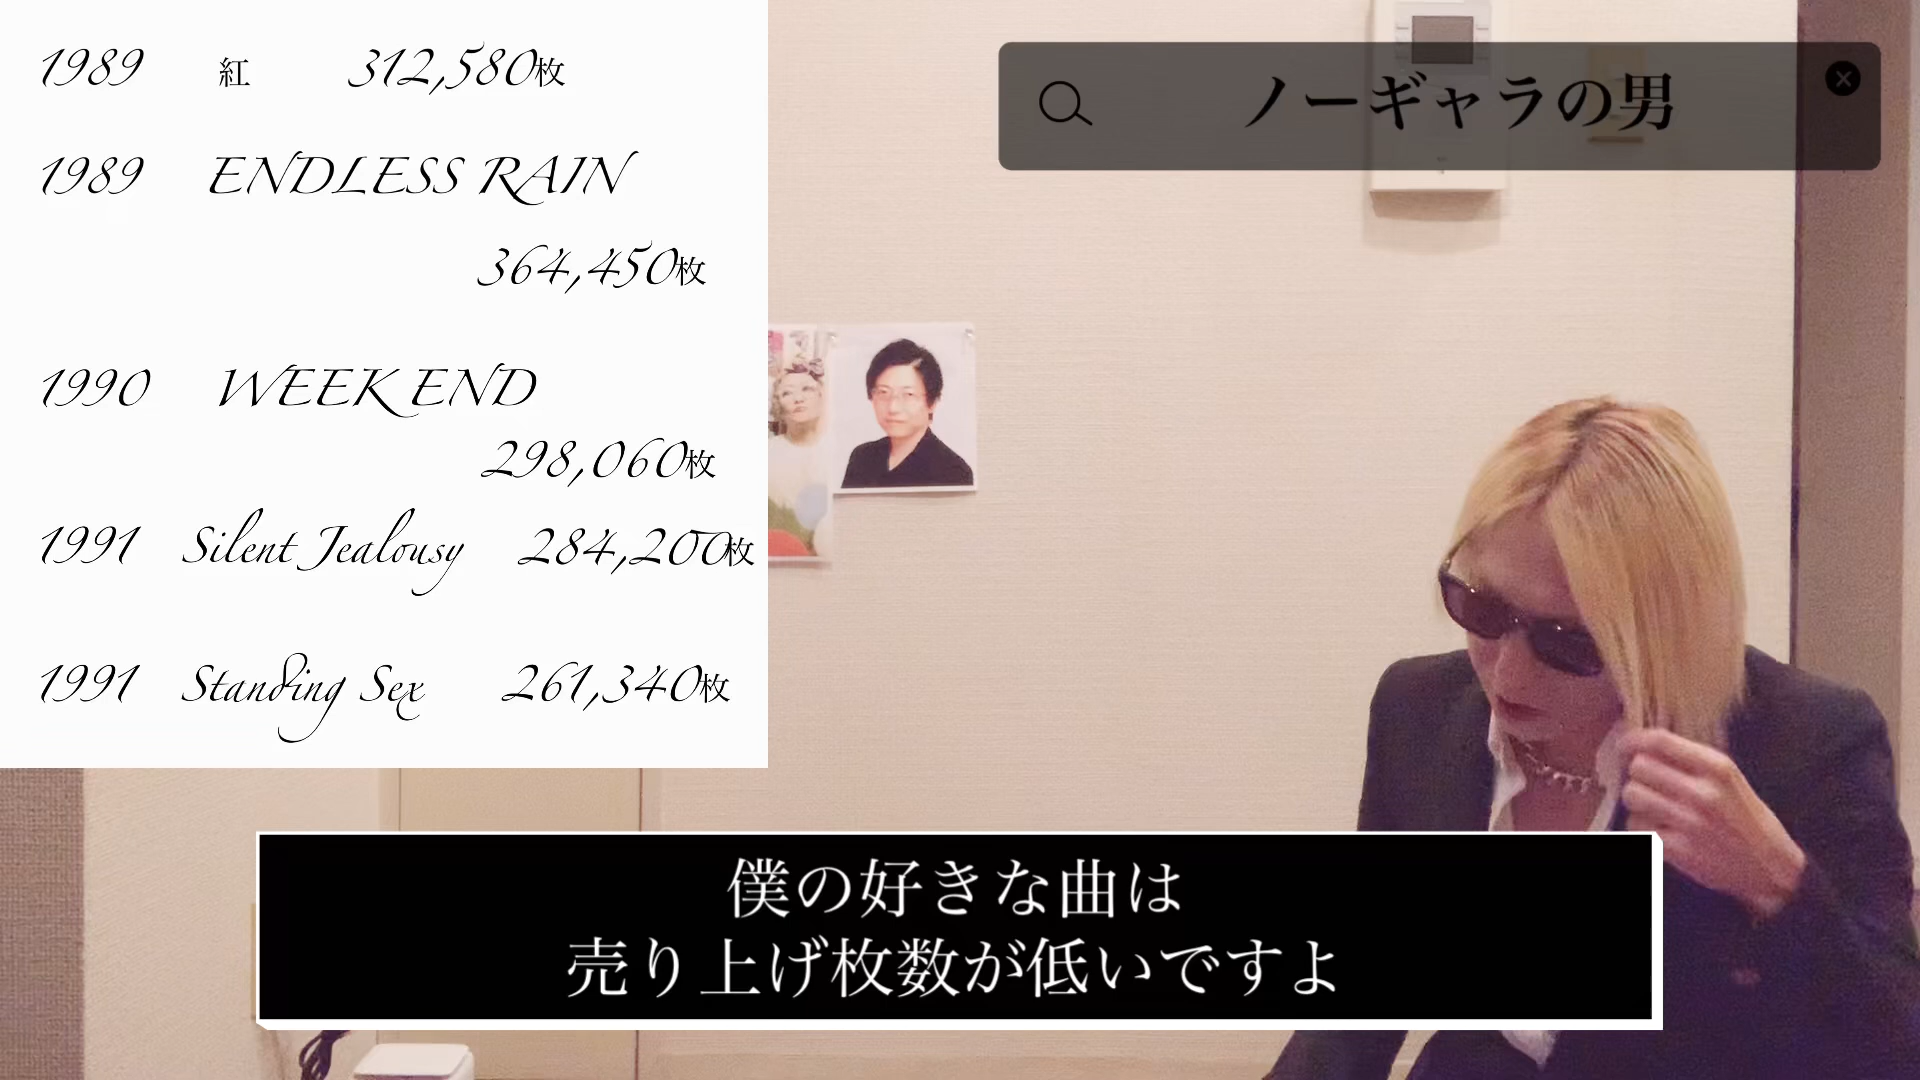 1989 紅 312,580枚
1989 ENDLESS RAIN
364,450枚
1990 WEEK END
298,060枚
1991 Silent Jealousy 284,200枚
1991 Standing Sex 261,340枚
ノーギャラの男
僕の好きな曲は
売り上げ枚数が低いですよ